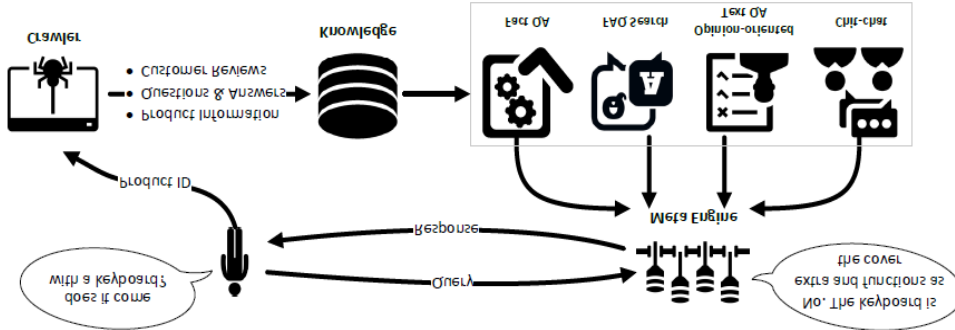 does it come
with a keyboard?
Query
No. The keyboard is
extra and functions as
the cover
Response
Meta Engine
Product ID
• Product Information
• Questions & Answers
• Customer Reviews
Crawler
Knowledge
Fact QA
FAQ Search
Opinion-oriented
Text QA
Chit-chat